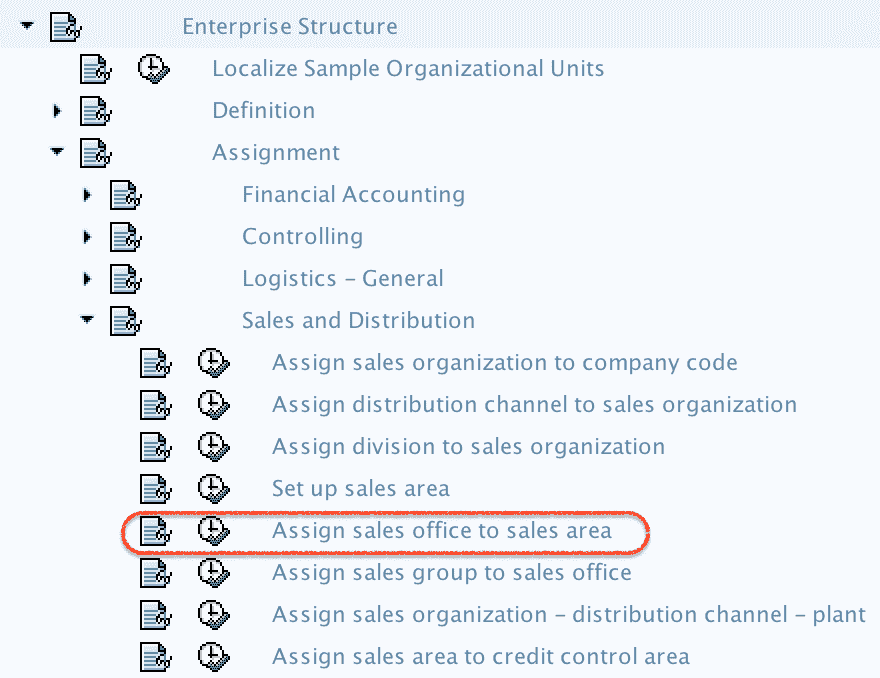 Enterprise Structure
Localize Sample Organizational Units
Definition
Assignment
Financial Accounting
Controlling
Logistics – General
Sales and Distribution
Assign sales organization to company code
Assign distribution channel to sales organization
Assign division to sales organization
Set up sales area
Assign sales office to sales area
Assign sales group to sales office
Assign sales organization – distribution channel – plant
Assign sales area to credit control area